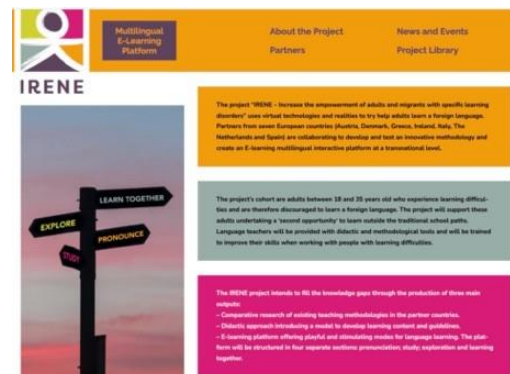 Multilingual
E-Learning
Platform
About the Project
News and Events
Partners
Project Library
IRENE
LEARN TOGETHER
EXPLORE
PRONOUNCE
STUDY
The project "IRENE – Increase the empowerment of adults and migrants with specific learning
disorders" uses virtual technologies and realities to try help adults learn a foreign language.
Partners from seven European countries (Austria, Denmark, Greece, Ireland, Italy, The
Netherlands and Spain) are collaborating to develop and test an innovative methodology and
create an E-learning multilingual interactive platform at a transnational level.
The project's cohort are adults between 18 and 35 years old who experience learning difficul-
ties and are therefore discouraged to learn a foreign language. The project will support those
adults undertaking a 'second opportunity' to learn outside the traditional school paths.
Language teachers will be provided with didactic and methodological tools and will be trained
to improve their skills when working with people with learning difficulties.
The IRENE project intends to fill the knowladge gaps through the production of three main
outputs:
– Comparative research of existing teaching methodologies in the partner countries.
– Didactic approach introducing a model to develop learning content and guidelines.
– E-learning platform offering playful and stimulating modes for language learning. The plat-
form will be structured in four separate sections: pronunciation; study; exploration and learning
together.